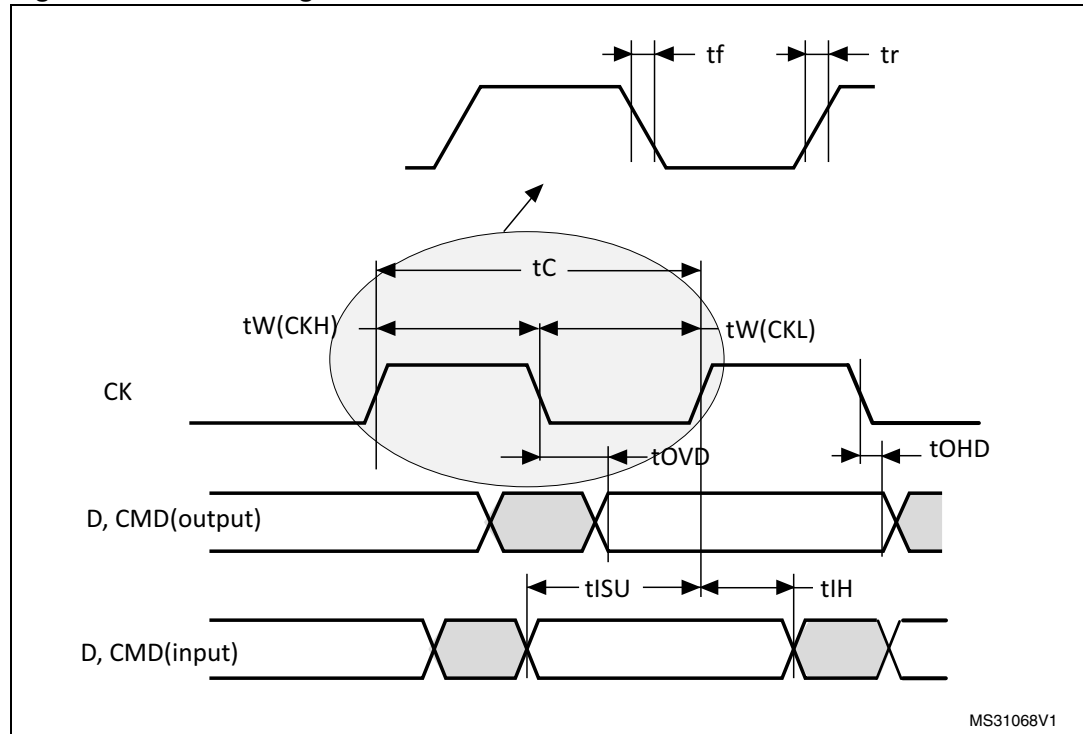 tf
tr
tC
tW(CKH)
tW(CKL)
CK
tOVD
tOHD
D, CMD(output)
tISU
tIH
D, CMD(input)
MS31068V1